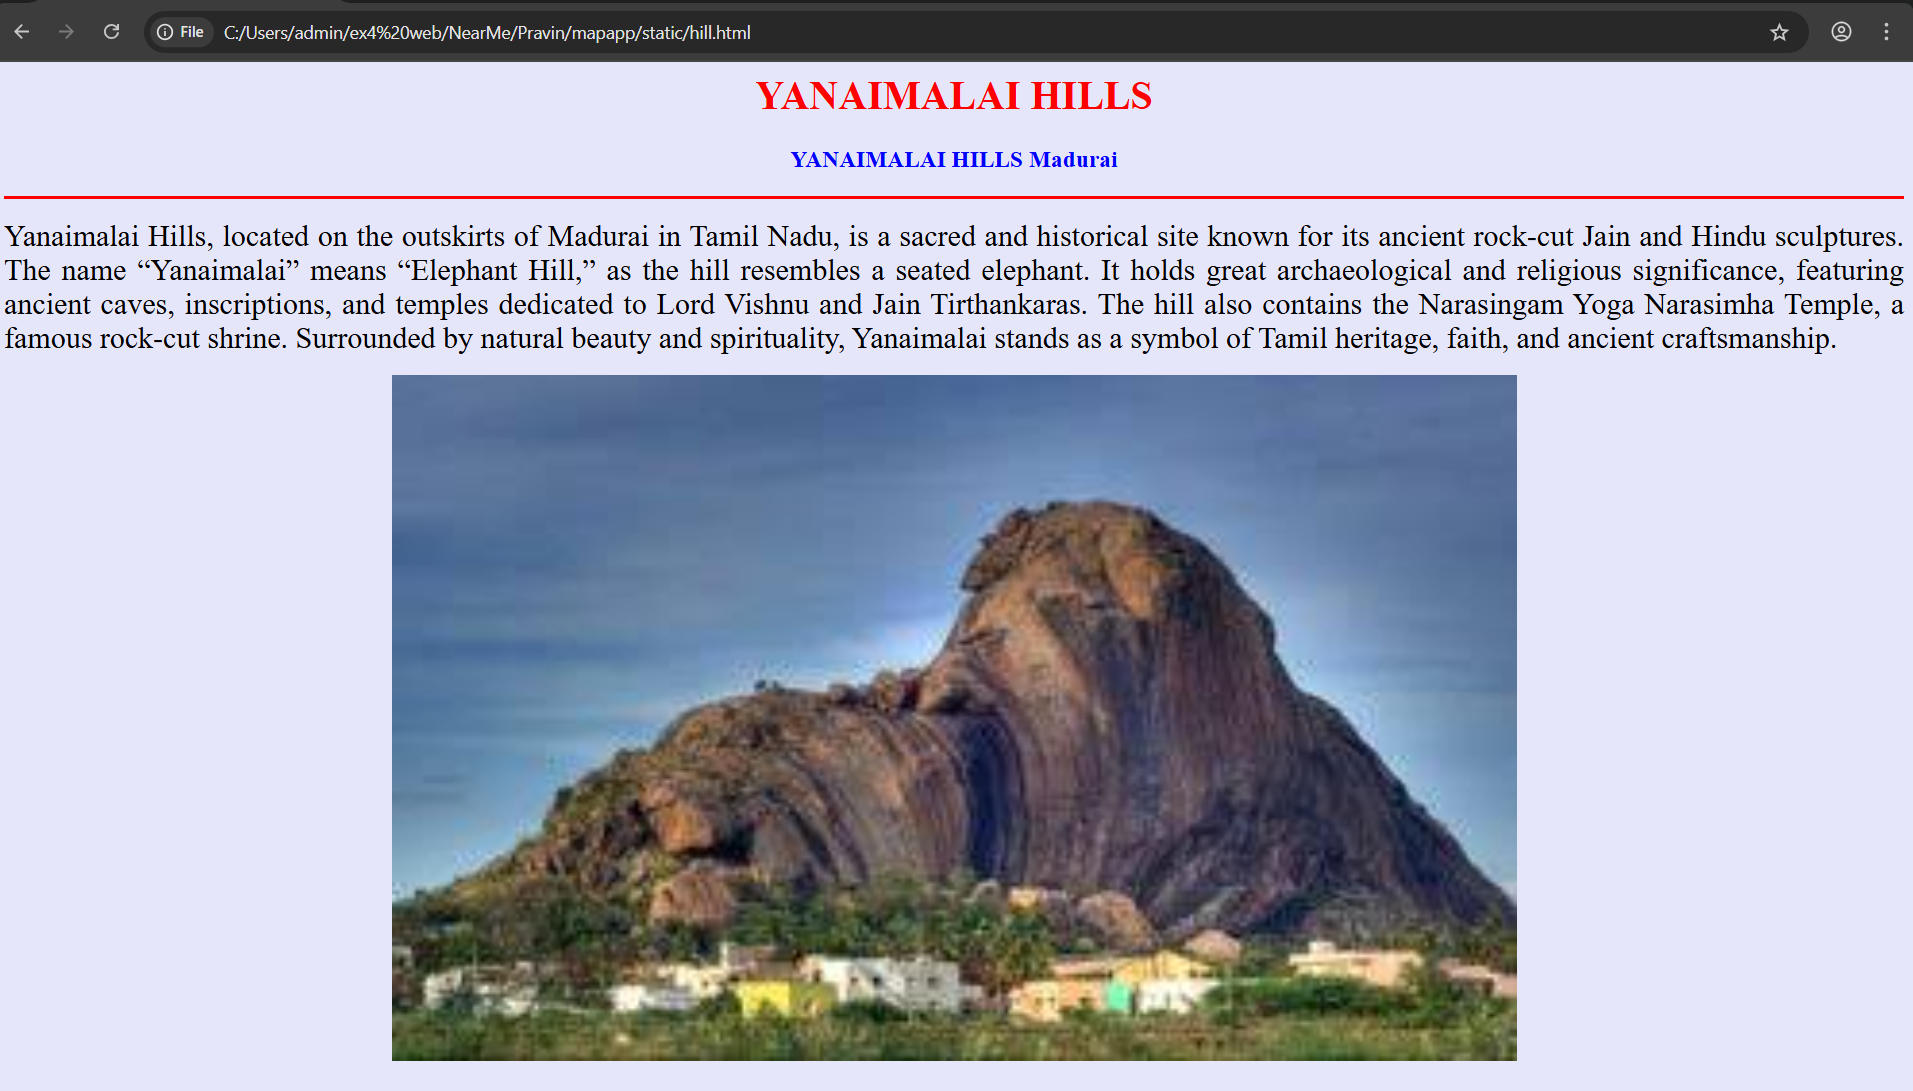 File C:/Users/admin/ex4%20web/NearMe/Pravin/mapapp/static/hill.html
YANAIMALAI HILLS
YANAIMALAI HILLS Madurai
Yanaimalai Hills, located on the outskirts of Madurai in Tamil Nadu, is a sacred and historical site known for its ancient rock-cut Jain and Hindu sculptures.
The name “Yanaimalai” means “Elephant Hill,” as the hill resembles a seated elephant. It holds great archaeological and religious significance, featuring
ancient caves, inscriptions, and temples dedicated to Lord Vishnu and Jain Tirthankaras. The hill also contains the Narasingam Yoga Narasimha Temple, a
famous rock-cut shrine. Surrounded by natural beauty and spirituality, Yanaimalai stands as a symbol of Tamil heritage, faith, and ancient craftsmanship.